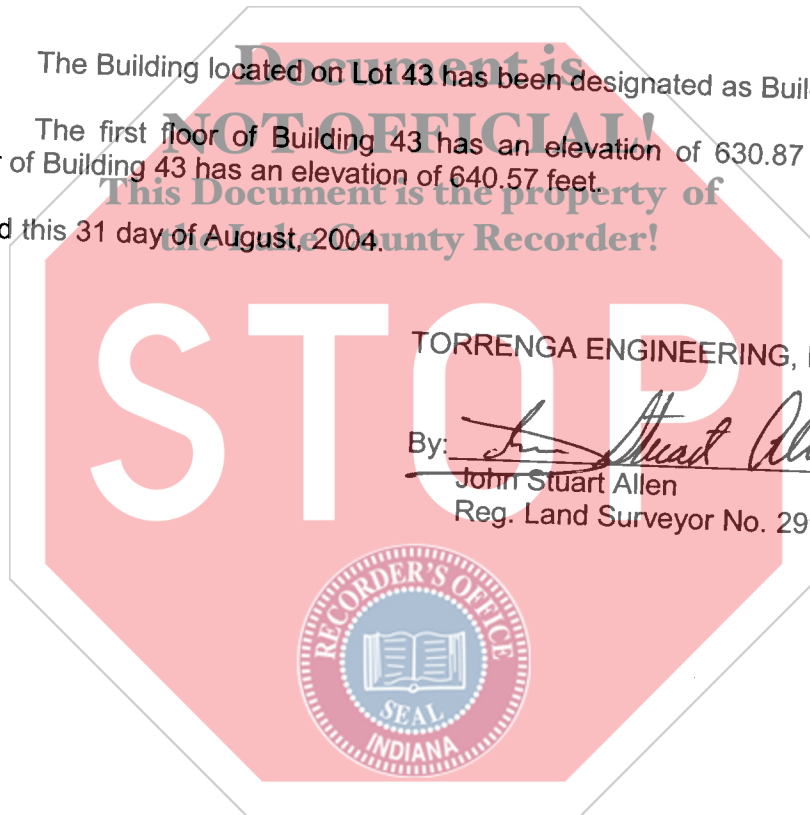 Document is
The Building located on Lot 43 has been designated as Buil
NOT OFFICIAL!
The first floor of Building 43 has an elevation of 630.87
r of Building 43 has an elevation of 640.57 feet.
This Document is the property of
the Lake County Recorder!
d this 31 day of August, 2004.
TORRENGA ENGINEERING,
By: John Stuart Allen
John Stuart Allen
Reg. Land Surveyor No. 29
STOP
RECORDER'S OFFICE
SEAL
INDIANA